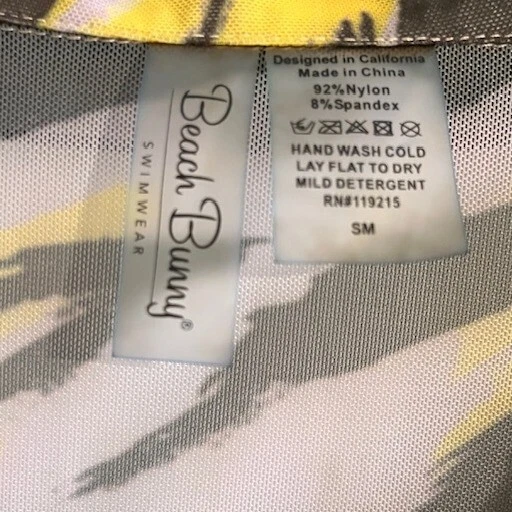 Beach Bunny®
SWIMWEAR
Designed in California
Made in China
92%Nylon
8%Spandex
HAND WASH COLD
LAY FLAT TO DRY
MILD DETERGENT
RN#119215
SM